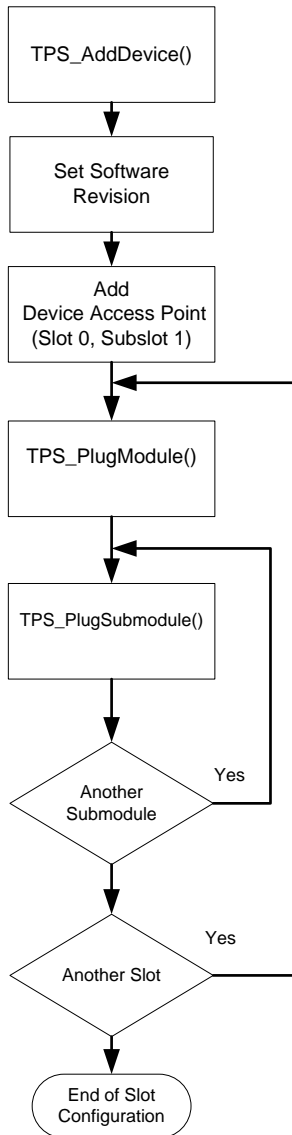 TPS_AddDevice()
Set Software
Revision
Add
Device Access Point
(Slot 0, Subslot 1)
TPS_PlugModule()
TPS_PlugSubmodule()
Another
Submodule
Yes
Another Slot
Yes
End of Slot
Configuration